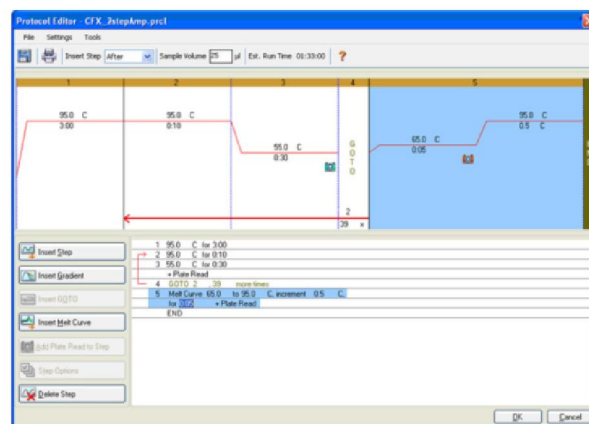 Protocol Editor - CFX_2stepAmp.prcl
File Settings Tools
Insert Step After Sample Volume 25 µl Est. Run Time 01:33:00 ?
1 2 3 4 5
95.0 C 95.0 C 95.0 C
3:00 0:10 0.5 C
55.0 C 65.0 C
0:30 0:05
G
O
T
O
2
39 x
Insert Step
Insert Gradient
Insert GOTO
Insert Melt Curve
Add Plate Read to Step
Step Options
Delete Step
1 95.0 C for 3:00
2 95.0 C for 0:10
3 55.0 C for 0:30
+ Plate Read
4 GOTO 2 , 39 more times
5 Melt Curve 65.0 to 95.0 C, increment 0.5 C,
for 0:05 + Plate Read
END
OK Cancel